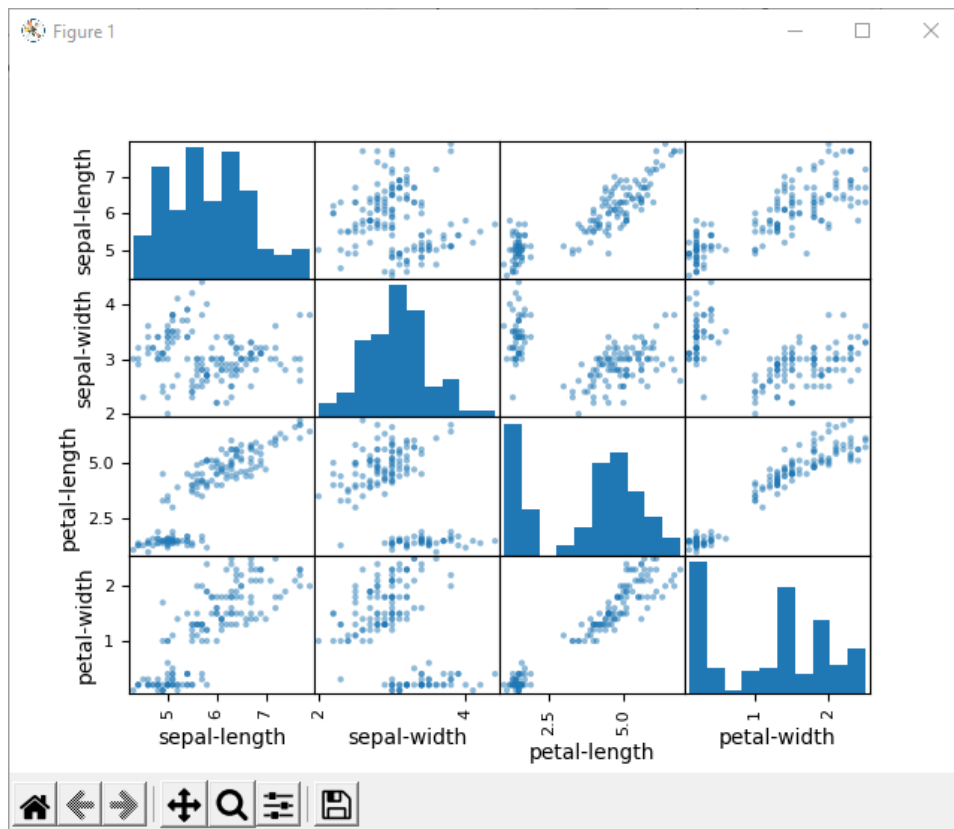 Figure 1
sepal-length
7
6
5
sepal-width
4
3
2
petal-length
5.0
2.5
petal-width
2
1
5 6 7 2 4 2.5 5.0 1 2
sepal-length sepal-width petal-length petal-width